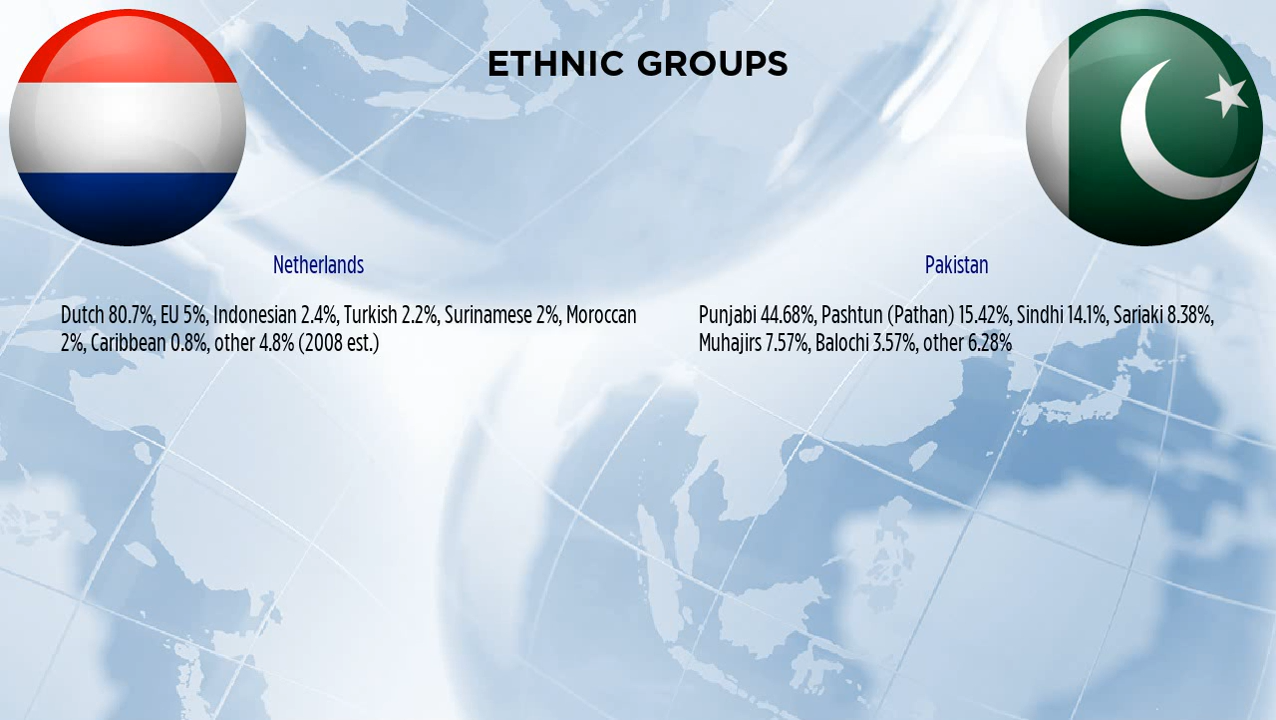 ETHNIC GROUPS
Netherlands
Dutch 80.7%, EU 5%, Indonesian 2.4%, Turkish 2.2%, Surinamese 2%, Moroccan
2%, Caribbean 0.8%, other 4.8% (2008 est.)
Pakistan
Punjabi 44.68%, Pashtun (Pathan) 15.42%, Sindhi 14.1%, Sariaki 8.38%,
Muhajirs 7.57%, Balochi 3.57%, other 6.28%